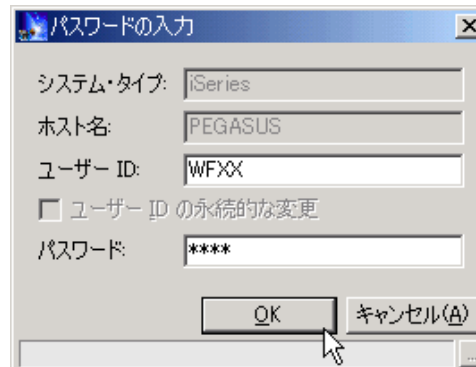 パスワードの入力
システム・タイプ: iSeries
ホスト名: PEGASUS
ユーザー ID: WFXX
ユーザー ID の永続的な変更
パスワード: ****
OK キャンセル(A)
...